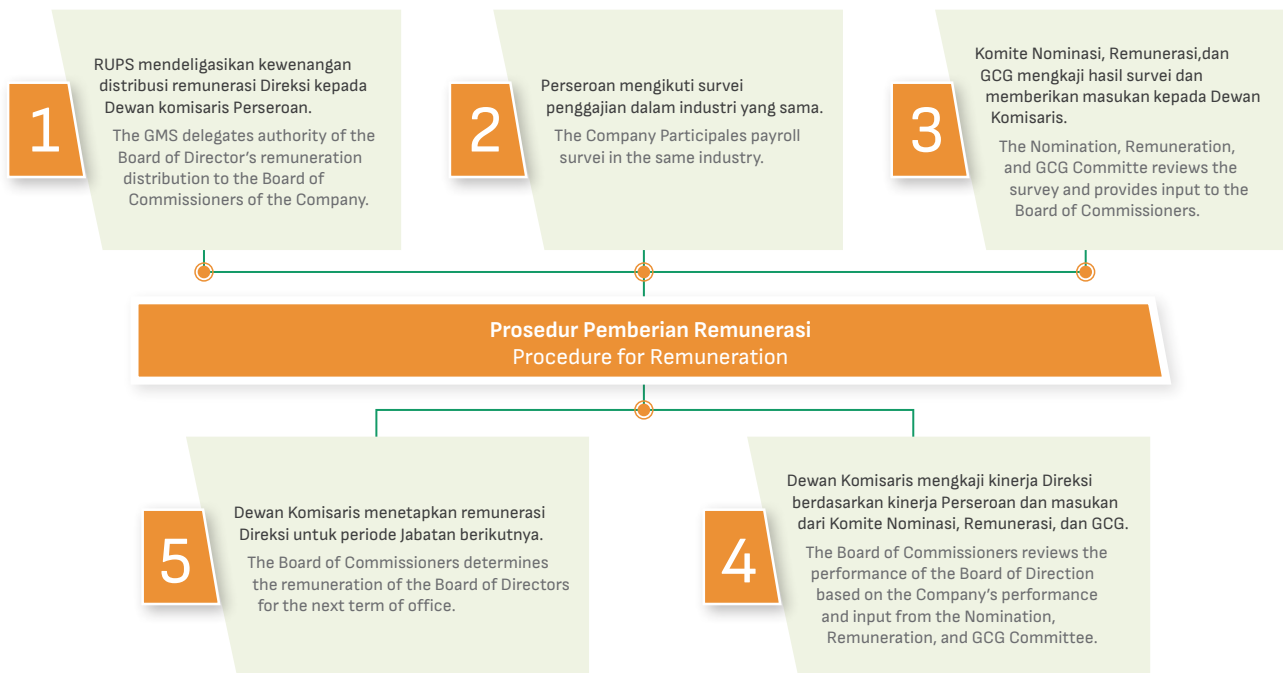 1
RUPS mendeligasikan kewenangan
distribusi remunerasi Direksi kepada
Dewan komisaris Perseroan.
The GMS delegates authority of the
Board of Director's remuneration
distribution to the Board of
Commissioners of the Company.
2
Perseroan mengikuti survei
penggajian dalam industri yang sama.
The Company Participales payroll
survei in the same industry.
3
Komite Nominasi, Remunerasi,dan
GCG mengkaji hasil survei dan
memberikan masukan kepada Dewan
Komisaris.
The Nomination, Remuneration,
and GCG Committe reviews the
survey and provides input to the
Board of Commissioners.
Prosedur Pemberian Remunerasi
Procedure for Remuneration
4
Dewan Komisaris mengkaji kinerja Direksi
berdasarkan kinerja Perseroan dan masukan
dari Komite Nominasi, Remunerasi, dan GCG.
The Board of Commissioners reviews the
performance of the Board of Direction
based on the Company's performance
and input from the Nomination,
Remuneration, and GCG Committee.
5
Dewan Komisaris menetapkan remunerasi
Direksi untuk periode Jabatan berikutnya.
The Board of Commissioners determines
the remuneration of the Board of Directors
for the next term of office.